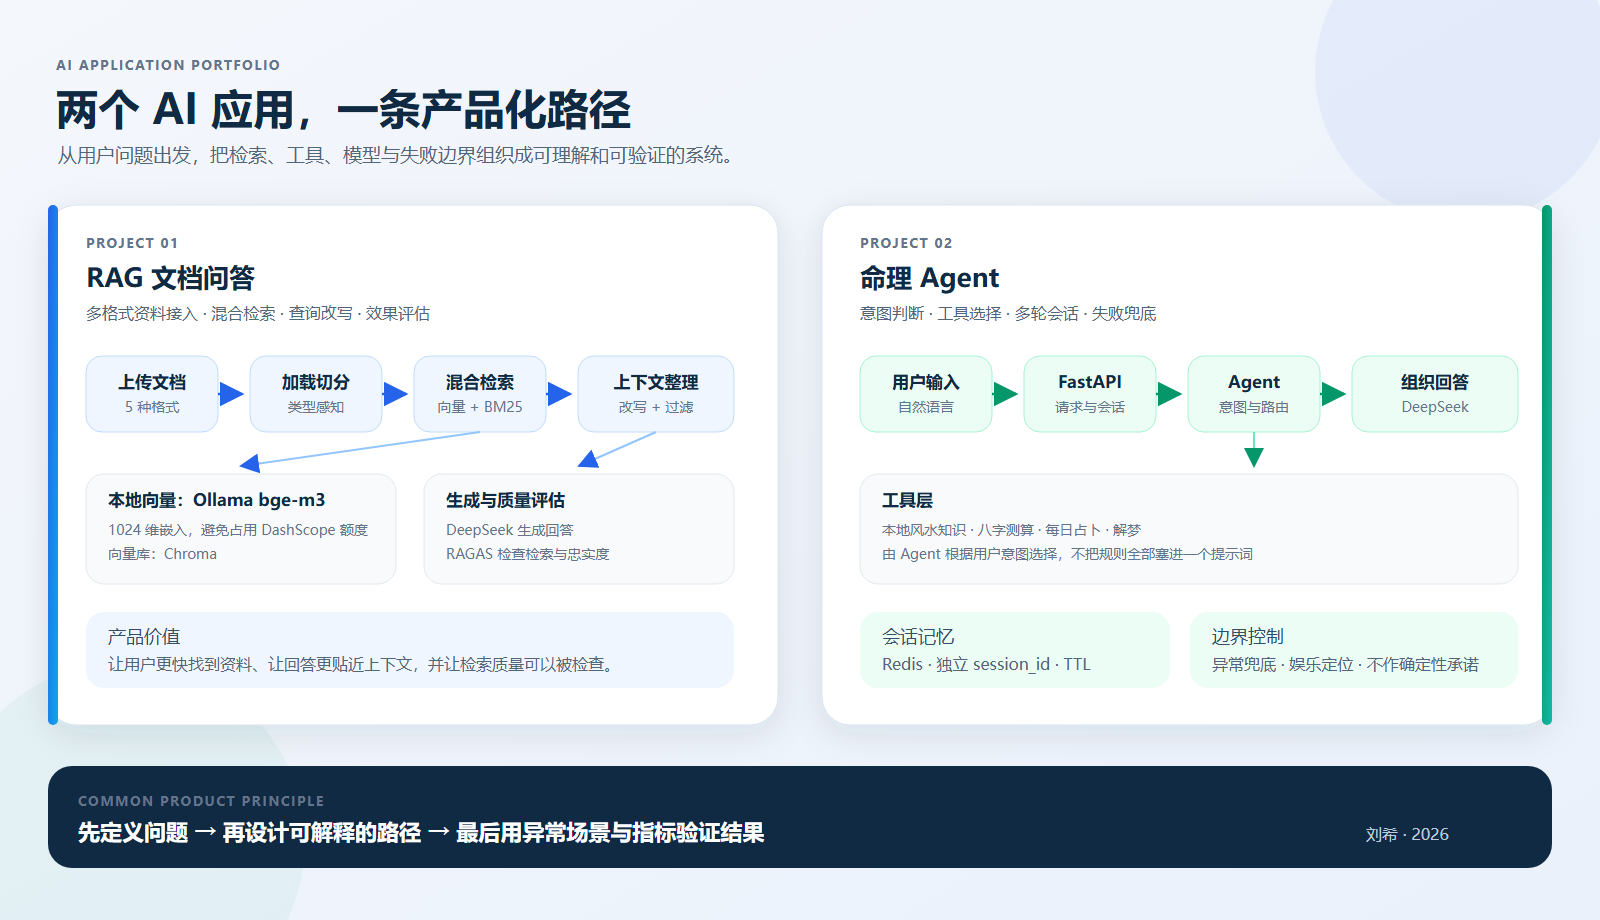 AI APPLICATION PORTFOLIO
两个 AI 应用，一条产品化路径
从用户问题出发，把检索、工具、模型与失败边界组织成可理解和可验证的系统。
PROJECT 01
RAG 文档问答
多格式资料接入 · 混合检索 · 查询改写 · 效果评估
上传文档
5 种格式
加载切分
类型感知
混合检索
向量 + BM25
上下文整理
改写 + 过滤
本地向量：Ollama bge-m3
1024 维嵌入，避免占用 DashScope 额度
向量库：Chroma
生成与质量评估
DeepSeek 生成回答
RAGAS 检查检索与忠实度
产品价值
让用户更快找到资料、让回答更贴近上下文，并让检索质量可以被检查。
PROJECT 02
命理 Agent
意图判断 · 工具选择 · 多轮会话 · 失败兜底
用户输入
自然语言
FastAPI
请求与会话
Agent
意图与路由
组织回答
DeepSeek
工具层
本地风水知识 · 八字测算 · 每日占卜 · 解梦
由 Agent 根据用户意图选择，不把规则全部塞进一个提示词
会话记忆
Redis · 独立 session_id · TTL
边界控制
异常兜底 · 娱乐定位 · 不作确定性承诺
COMMON PRODUCT PRINCIPLE
先定义问题 → 再设计可解释的路径 → 最后用异常场景与指标验证结果
刘希 · 2026